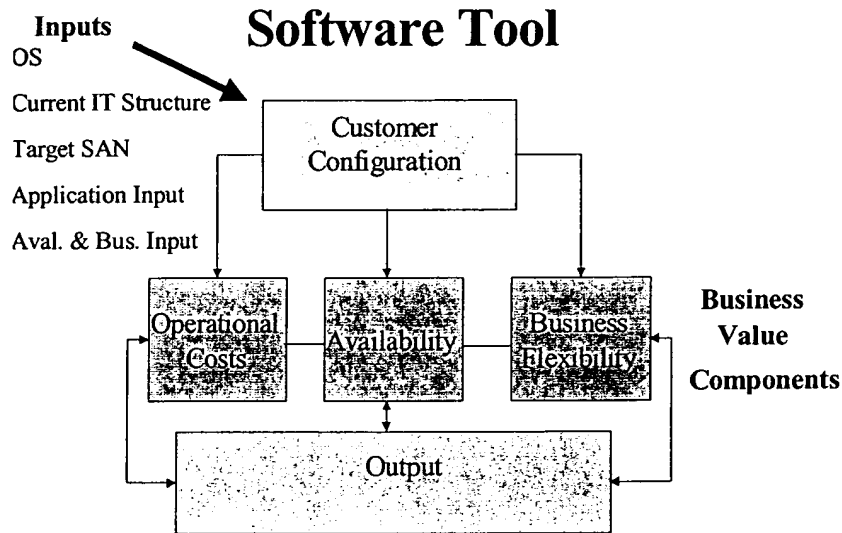 Software Tool
Inputs
OS
Current IT Structure
Target SAN
Application Input
Aval. & Bus. Input
Customer
Configuration
Operational
Costs
Availability
Business
Flexibility
Business
Value
Components
Output